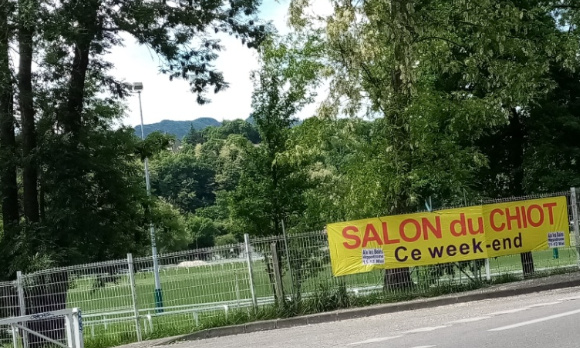 SALON du CHIOT
Ce week-end